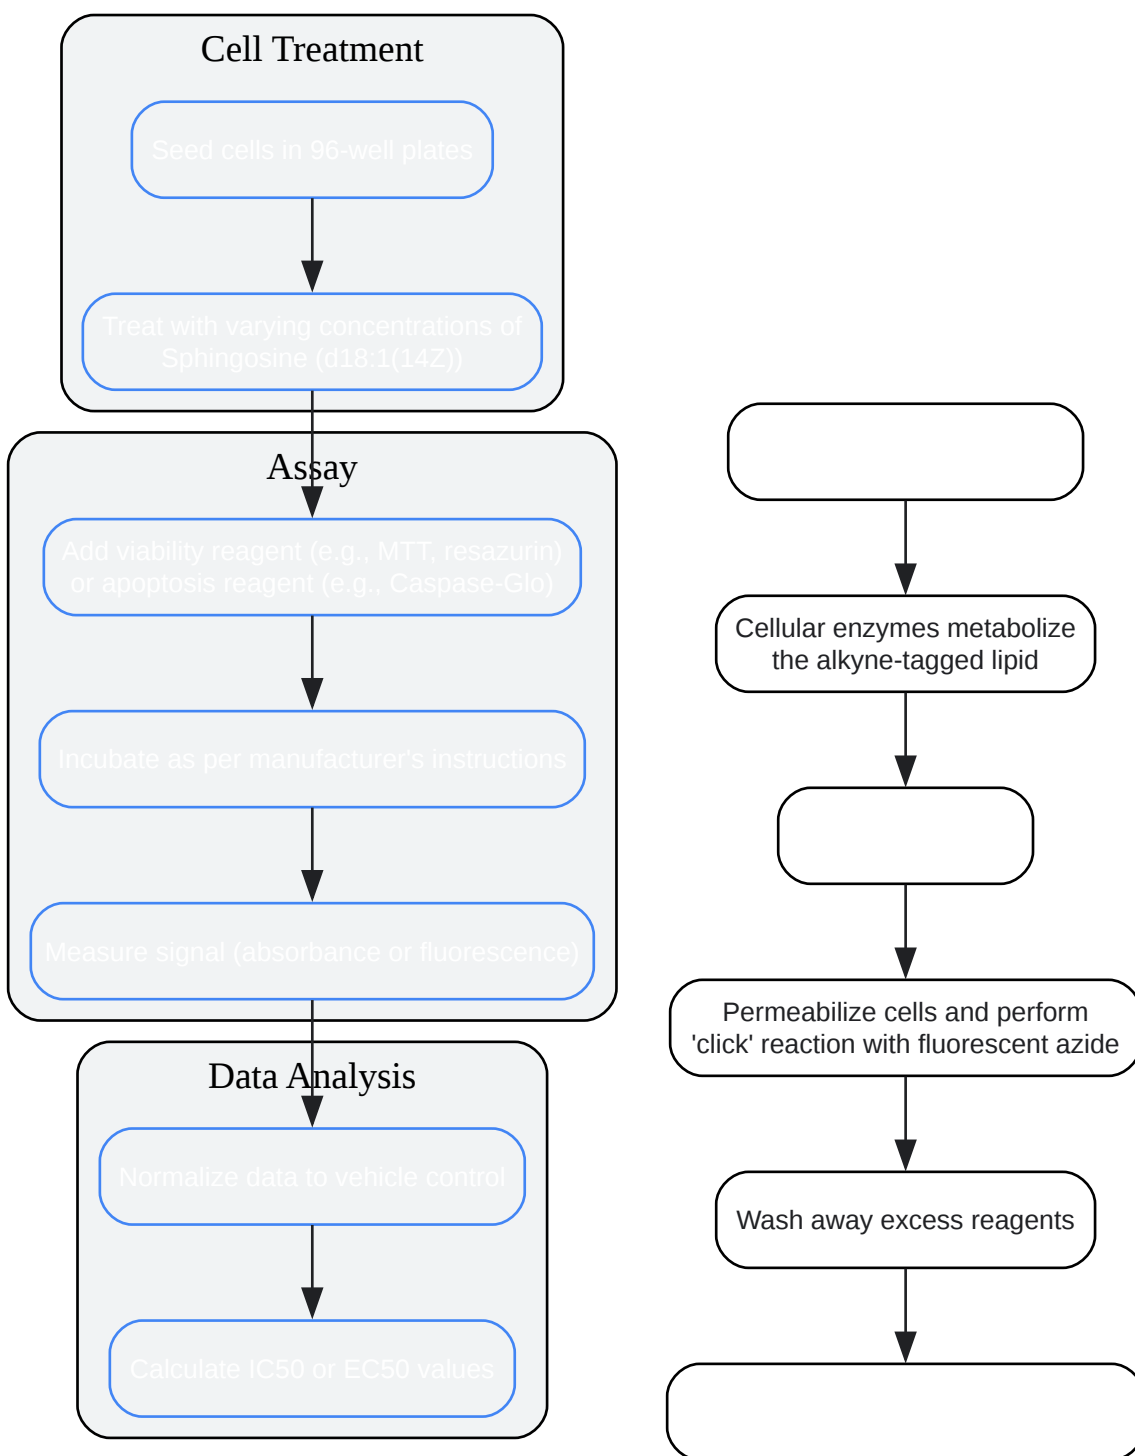 Cell Treatment
Seed cells in 96-well plates
Treat with varying concentrations of
Sphingosine (d18:1(14Z))
Assay
Add viability reagent (e.g., MTT, resazurin)
or apoptosis reagent (e.g., Caspase-Glo)
Incubate as per manufacturer's instructions
Measure signal (absorbance or fluorescence)
Data Analysis
Normalize data to vehicle control
Calculate IC50 or EC50 values
Cellular enzymes metabolize
the alkyne-tagged lipid
Permeabilize cells and perform
'click' reaction with fluorescent azide
Wash away excess reagents